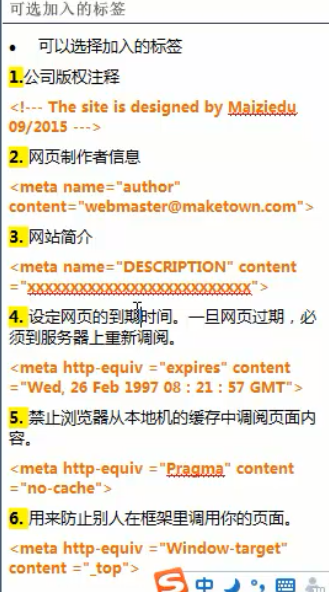 可选加入的标签
• 可以选择加入的标签
1.公司版权注释
<!--- The site is designed by Maiziedu
09/2015 --->
2. 网页制作者信息
<meta name="author"
content="webmaster@maketown.com">
3. 网站简介
<meta name="DESCRIPTION" content
="xxxxxxxxxxxxxxxxxxxxxxxxxx">
4. 设定网页的到期时间。一旦网页过期，必
须到服务器上重新调阅。
<meta http-equiv ="expires" content
="Wed, 26 Feb 1997 08：21：57 GMT">
5. 禁止浏览器从本地机的缓存中调阅页面内
容。
<meta http-equiv ="Pragma" content
="no-cache">
6. 用来防止别人在框架里调用你的页面。
<meta http-equiv ="Window-target"
content ="_top">
S 中